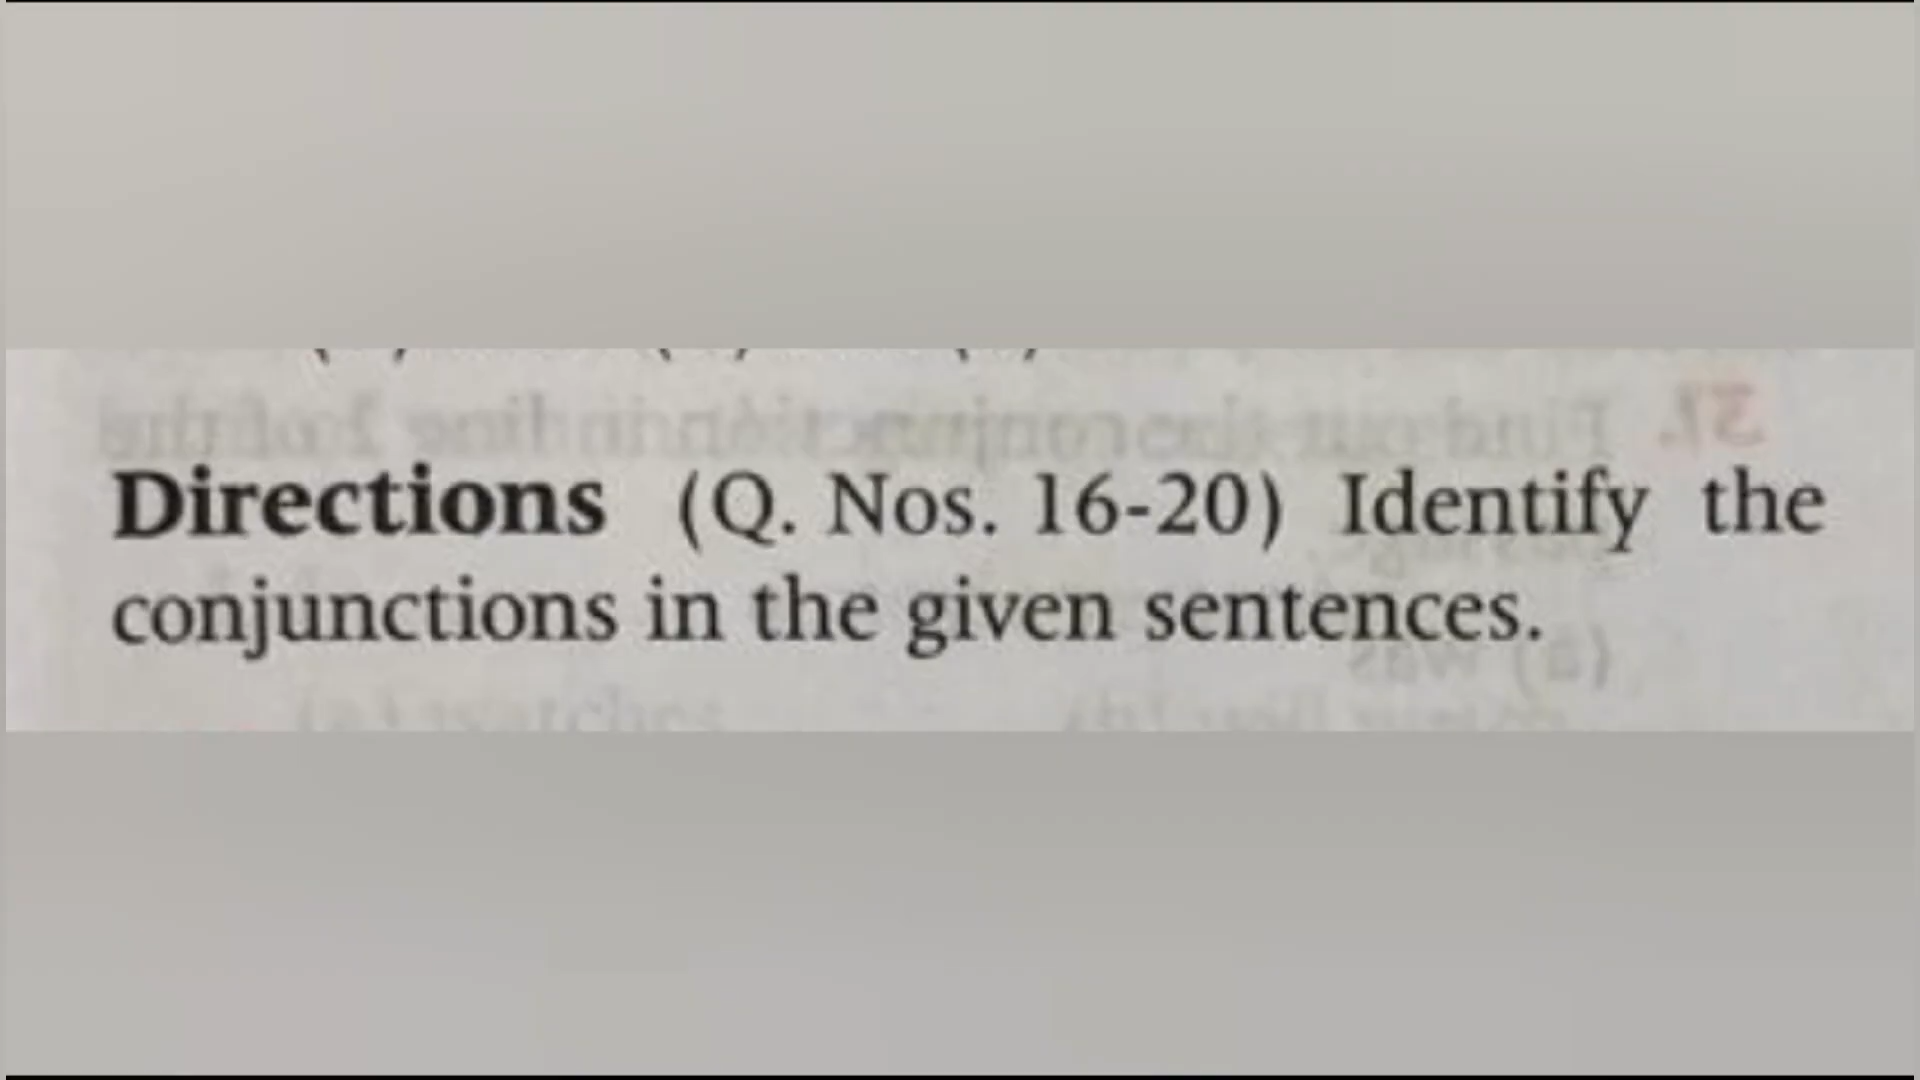 Directions (Q. Nos. 16-20) Identify the
conjunctions in the given sentences.